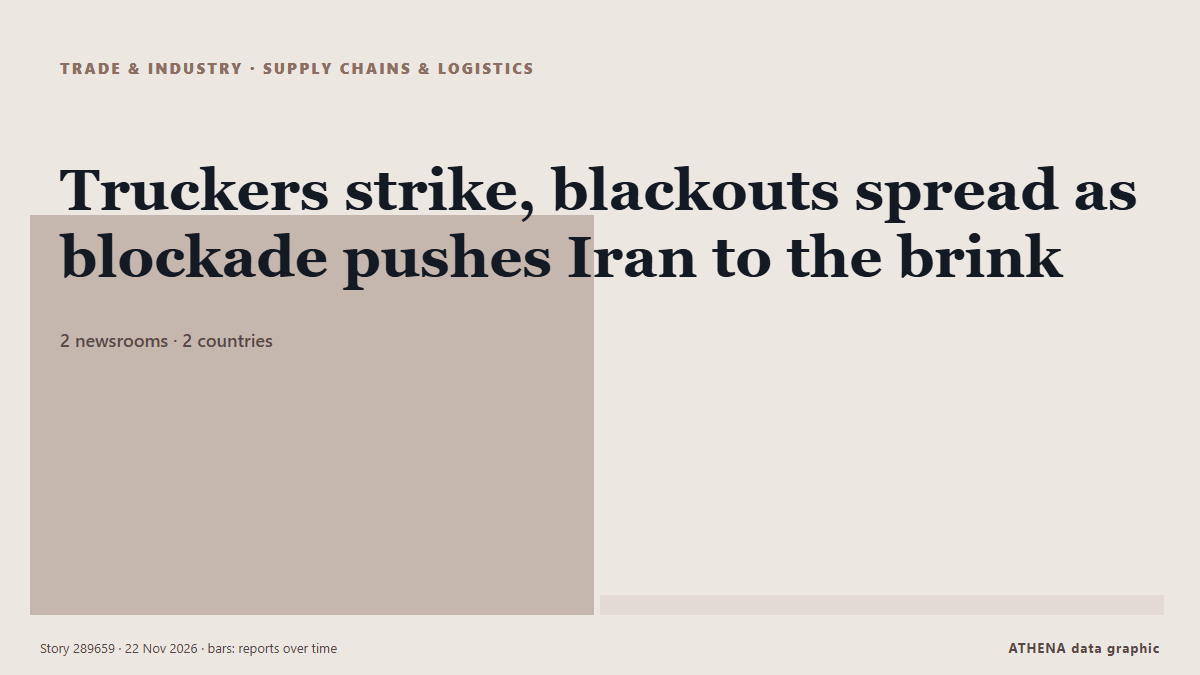 TRADE & INDUSTRY · SUPPLY CHAINS & LOGISTICS
Truckers strike, blackouts spread as
blockade pushes Iran to the brink
2 newsrooms · 2 countries
Story 289659 · 22 Nov 2026 · bars: reports over time
ATHENA data graphic